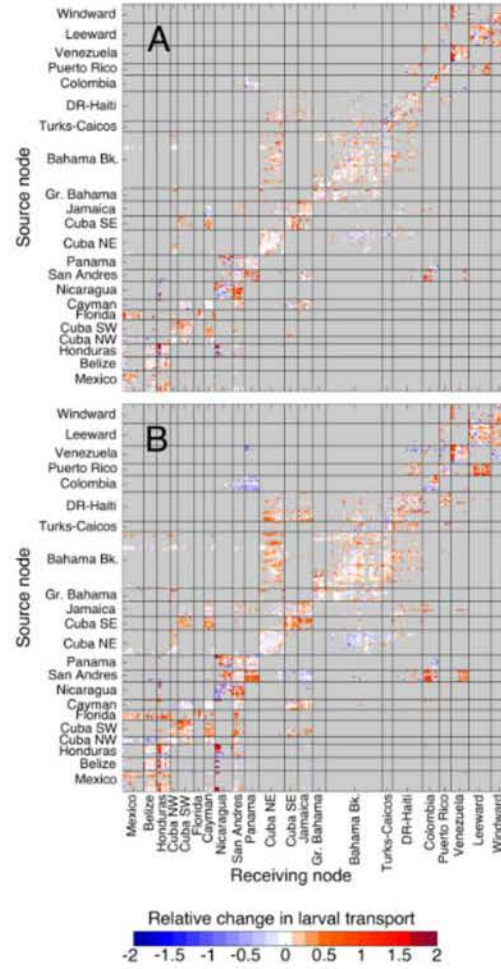 A
Source node
Windward
Leeward
Venezuela
Puerto Rico
Colombia
DR-Haiti
Turks-Caicos
Bahama Bk.
Gr. Bahama
Jamaica
Cuba SE
Cuba NE
Panama
San Andres
Nicaragua
Cayman
Florida
Cuba SW
Cuba NW
Honduras
Belize
Mexico
B
Source node
Windward
Leeward
Venezuela
Puerto Rico
Colombia
DR-Haiti
Turks-Caicos
Bahama Bk.
Gr. Bahama
Jamaica
Cuba SE
Cuba NE
Panama
San Andres
Nicaragua
Cayman
Florida
Cuba SW
Cuba NW
Honduras
Belize
Mexico
Mexico
Belize
Honduras
Cuba NW
Cuba SW
Florida
Cayman
Nicaragua
San Andres
Panama
Cuba NE
Cuba SE
Jamaica
Gr. Bahama
Bahama Bk.
Turks-Caicos
DR-Haiti
Colombia
Puerto Rico
Venezuela
Leeward
Windward
Receiving node
Relative change in larval transport
-2 -1.5 -1 -0.5 0 0.5 1 1.5 2